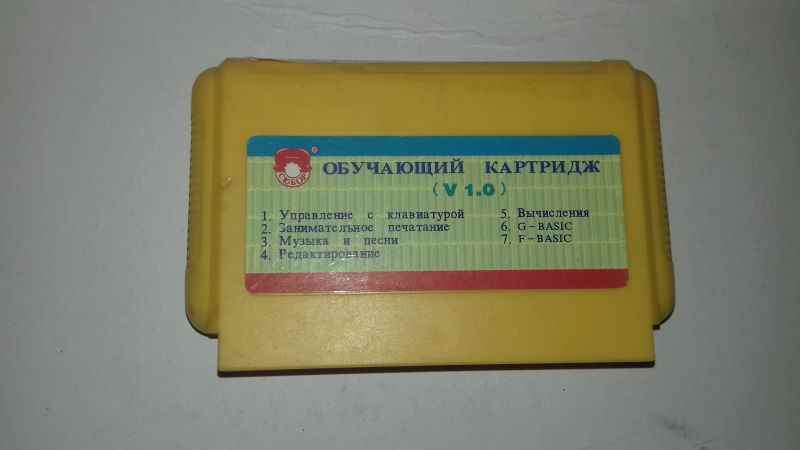 СЮБОР
ОБУЧАЮЩИЙ КАРТРИДЖ
( V 1.0 )
1. Управление с клавиатурой
2. Занимательное печатание
3. Музыка и песни
4. Редактирование
5. Вычисления
6. G-BASIC
7. F-BASIC